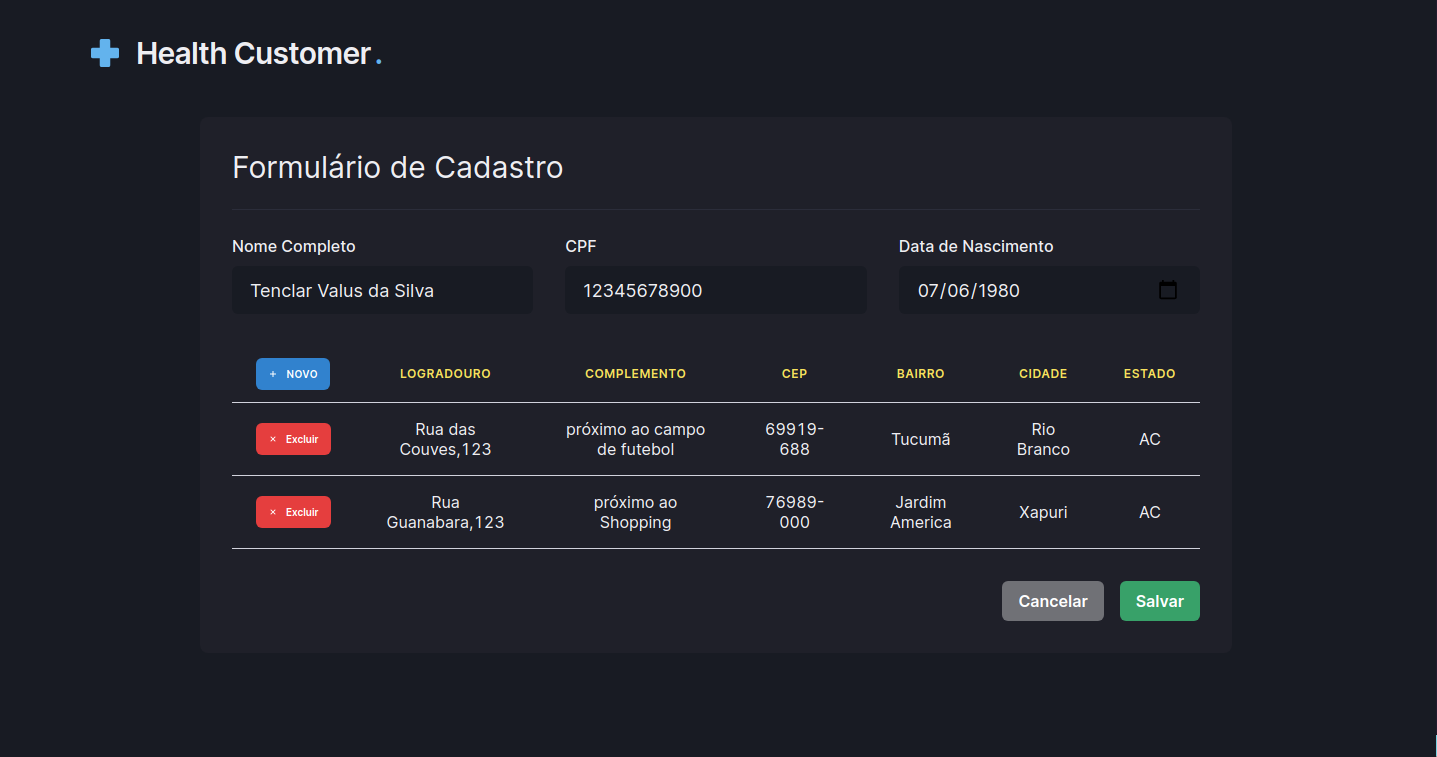 Health Customer.
Formulário de Cadastro
Nome Completo CPF Data de Nascimento
Tenclar Valus da Silva 12345678900 07/06/1980
+ NOVO LOGRADOURO COMPLEMENTO CEP BAIRRO CIDADE ESTADO
× Excluir Rua das Couves,123 próximo ao campo de futebol 69919-688 Tucumã Rio Branco AC
× Excluir Rua Guanabara,123 próximo ao Shopping 76989-000 Jardim America Xapuri AC
Cancelar Salvar